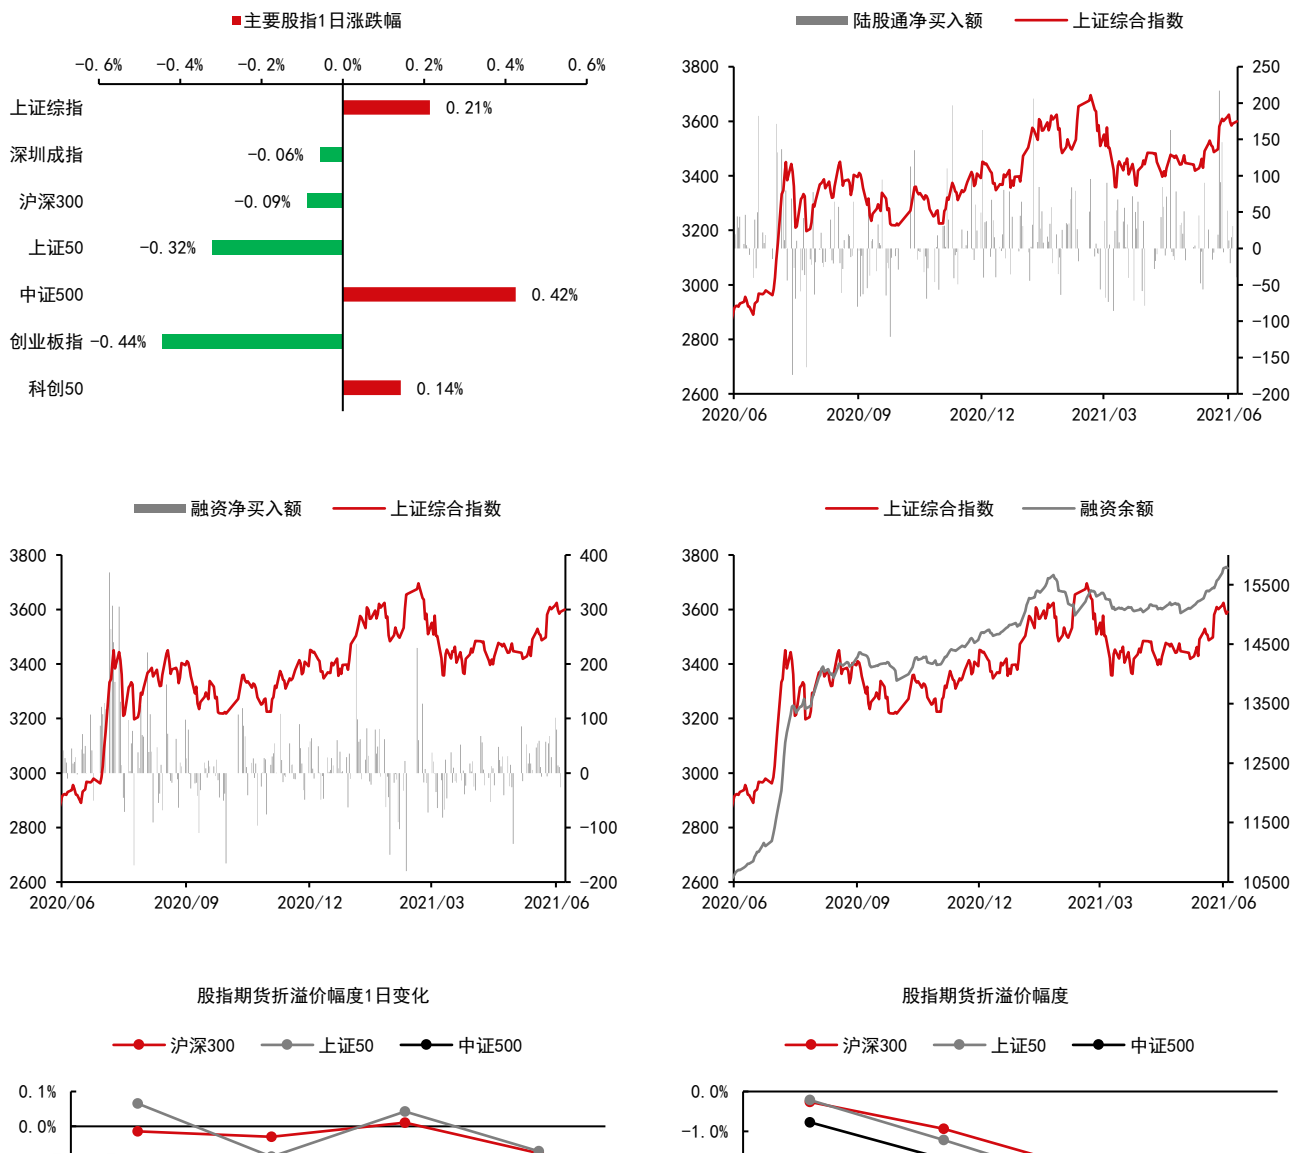 主要股指1日涨跌幅
-0.6% -0.4% -0.2% 0.0% 0.2% 0.4% 0.6%
上证综指 0.21%
深圳成指 -0.06%
沪深300 -0.09%
上证50 -0.32%
中证500 0.42%
创业板指 -0.44%
科创50 0.14%
陆股通净买入额 上证综合指数
3800 250
3600 200
150
3400 100
50
3200 0
3000 -50
2800 -100
-150
2600 -200
2020/06 2020/09 2020/12 2021/03 2021/06
融资净买入额 上证综合指数
3800 400
3600 300
3400 200
3200 100
3000 0
2800 -100
2600 -200
2020/06 2020/09 2020/12 2021/03 2021/06
上证综合指数 融资余额
3800
3600 15500
3400 14500
3200 13500
3000 12500
2800 11500
2600 10500
2020/06 2020/09 2020/12 2021/03 2021/06
股指期货折溢价幅度1日变化
沪深300 上证50 中证500
0.1%
0.0%
股指期货折溢价幅度
沪深300 上证50 中证500
0.0%
-1.0%